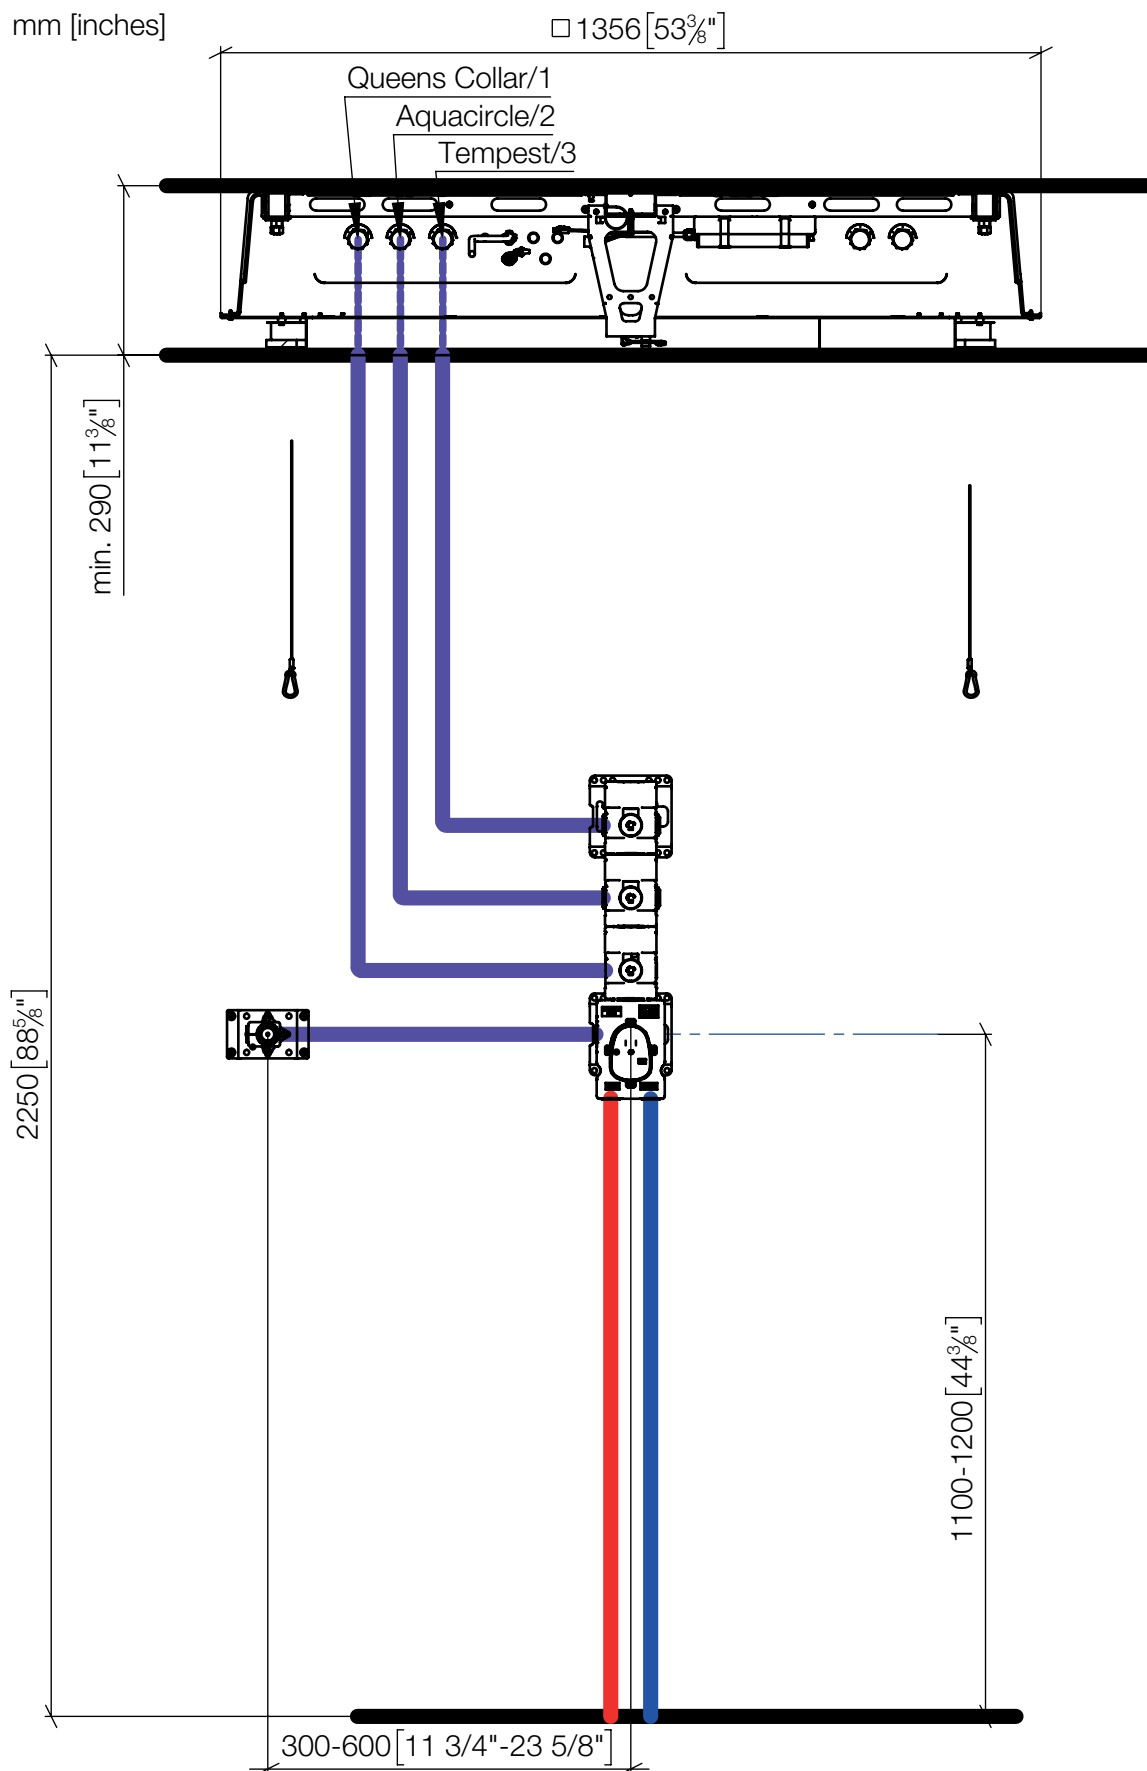 mm [inches]
□ 1356 [53⅜"]
Queens Collar/1
Aquacircle/2
Tempest/3
min. 290 [11⅜"]
2250 [88⅝"]
1100-1200 [44⅜"]
300-600 [11 3/4"-23 5/8"]